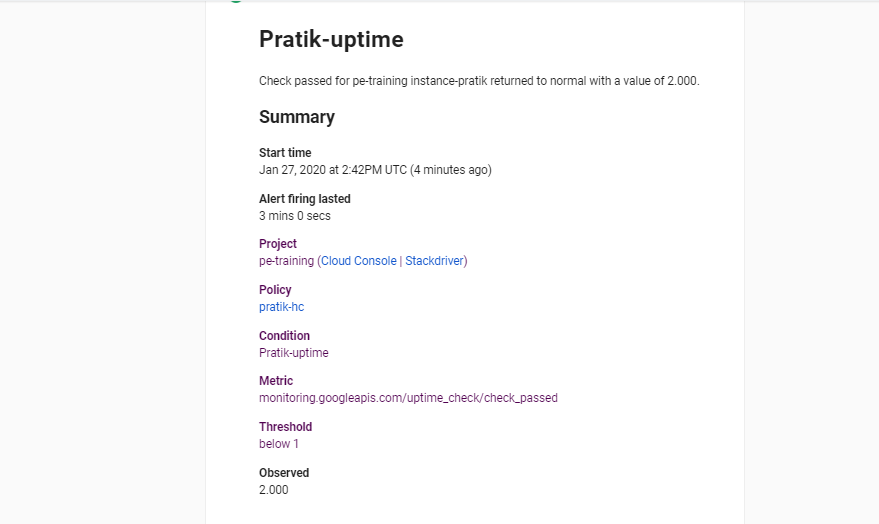 Pratik-uptime
Check passed for pe-training instance-pratik returned to normal with a value of 2.000.
Summary
Start time
Jan 27, 2020 at 2:42PM UTC (4 minutes ago)
Alert firing lasted
3 mins 0 secs
Project
pe-training (Cloud Console | Stackdriver)
Policy
pratik-hc
Condition
Pratik-uptime
Metric
monitoring.googleapis.com/uptime_check/check_passed
Threshold
below 1
Observed
2.000